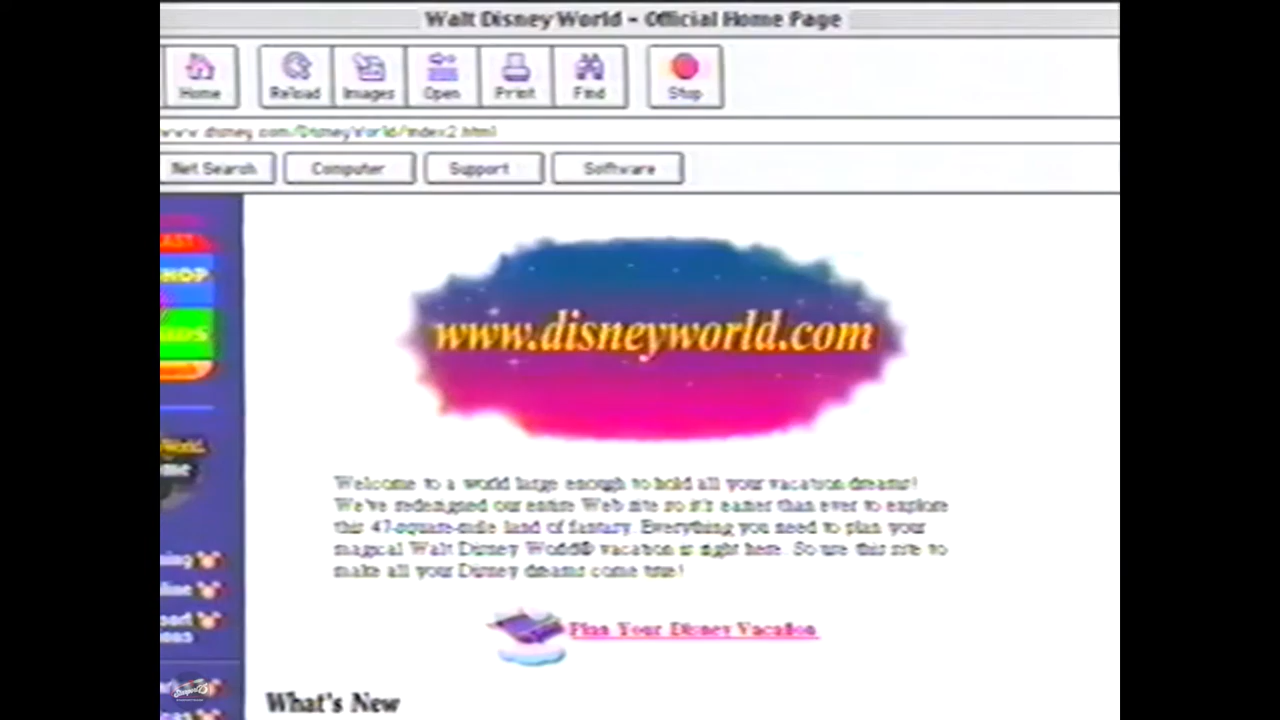 Walt Disney World - Official Home Page
Home Reload Images Open Print Find Stop
www.disney.com/DisneyWorld/index2.html
Net Search Computer Support Software
AST
HOP
World.
www.disneyworld.com
Welcome to a world large enough to hold all your vacation dreams!
We've redesigned our entire Web site so it's easier than ever to explore
this 47-square-mile land of fantasy. Everything you need to plan your
magical Walt Disney World® vacation is right here. So use this site to
make all your Disney dreams come true!
Plan Your Disney Vacation
What's New